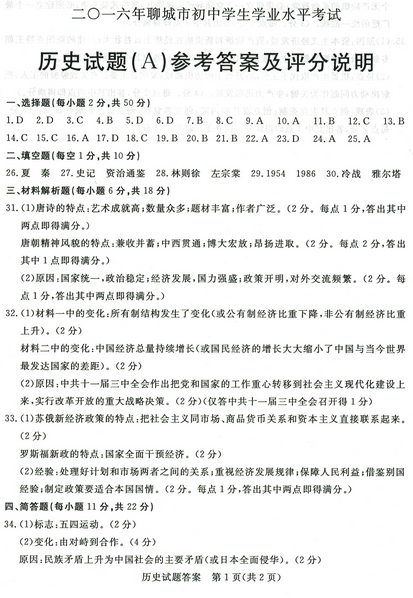 二〇一六年聊城市初中学生学业水平考试
历史试题(A)参考答案及评分说明
一、选择题(每小题2分,共50分)
1.D 2.D 3.C 4.D 5.B 6.D 7.B 8.C 9.A 10.A 11.B 12.C 13.B
14.C 15.C 16.A 17.D 18.C 19.B 20.A 21.A 22.D 23.D 24.D 25.A
二、填空题(每空1分,共10分)
26.夏 秦 27.史记 资治通鉴 28.林则徐 左宗棠 29.1954 1986 30.冷战 雅尔塔
三、材料解析题(每小题6分,共18分)
31.(1)唐诗的特点:艺术成就高;数量众多;题材丰富;作者广泛。(2分。每点1分,答出其中
两点即得满分。)
唐朝精神风貌的特点:兼收并蓄;中西贯通;博大宏放;昂扬进取。(2分。每点2分,答出
其中1点即得满分。)
(2)原因:国家统一,政治稳定;经济发展,国力强盛;政策开明,对外交流频繁。(2分。每
点1分,答出其中两点即得满分。)
32.(1)材料一中的变化:所有制结构发生了变化(或公有制经济比重下降,非公有制经济比重
上升)。(2分)
材料二中的变化:中国经济总量持续增长(或国民经济的增长大大缩小了中国与当今世界
最发达国家的差距)。(2分)
(2)原因:中共十一届三中全会作出把党和国家的工作重心转移到社会主义现代化建设上
来,实行改革开放的重大战略决策。(2分)(仅答中共十一届三中全会召开得1分)
33.(1)苏俄新经济政策的特点:把社会主义同市场、商品货币关系和资本主义直接联系起来。
(2分)
罗斯福新政的特点:国家全面干预经济。(2分)
(2)经验:处理好计划和市场两者之间的关系;重视经济发展规律;保障人民利益;借鉴别国
经验;制定政策要适合本国国情。(2分。每点1分,答出其中两点即得满分。)
四、简答题(每小题11分,共22分)
34.(1)标志:五四运动。(2分)
(2)变化:由对峙到合作。(4分)
原因:民族矛盾上升为中国社会的主要矛盾(或日本全面侵华)。(2分)
历史试题答案 第1页(共2页)